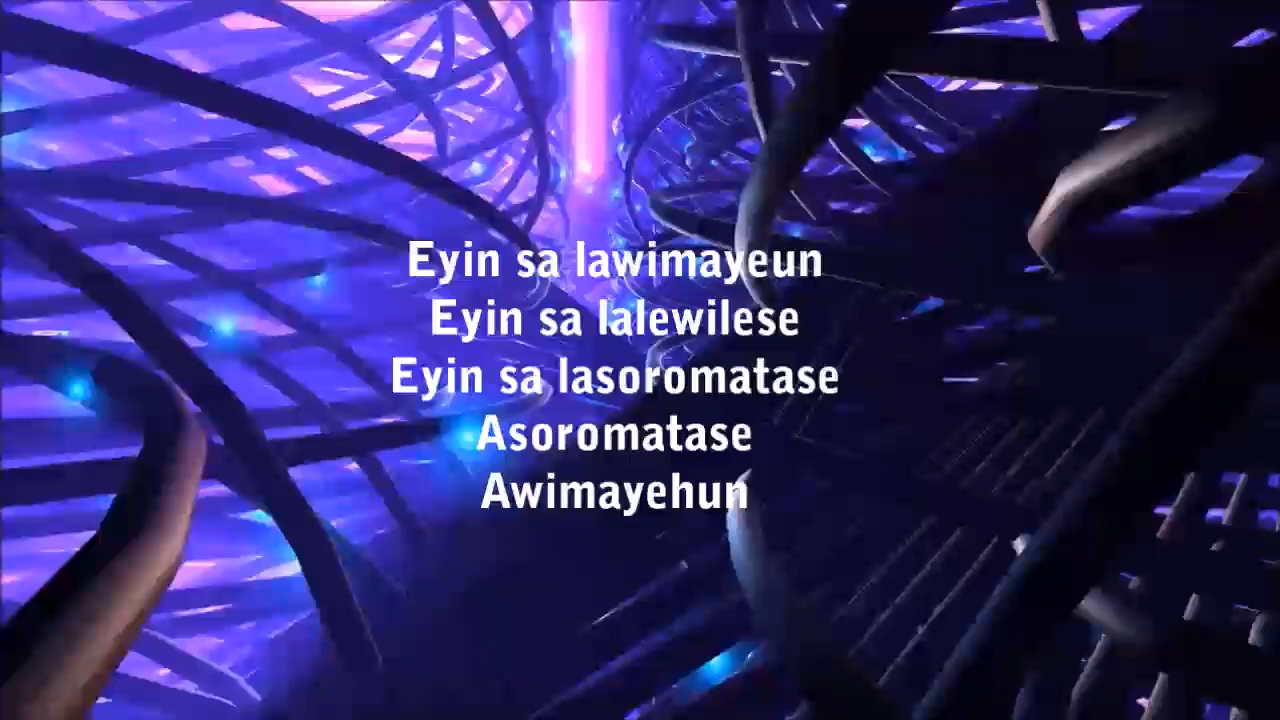 Eyin sa lawimayeun
Eyin sa lalewilese
Eyin sa lasoromatase
Asoromatase
Awimayehun